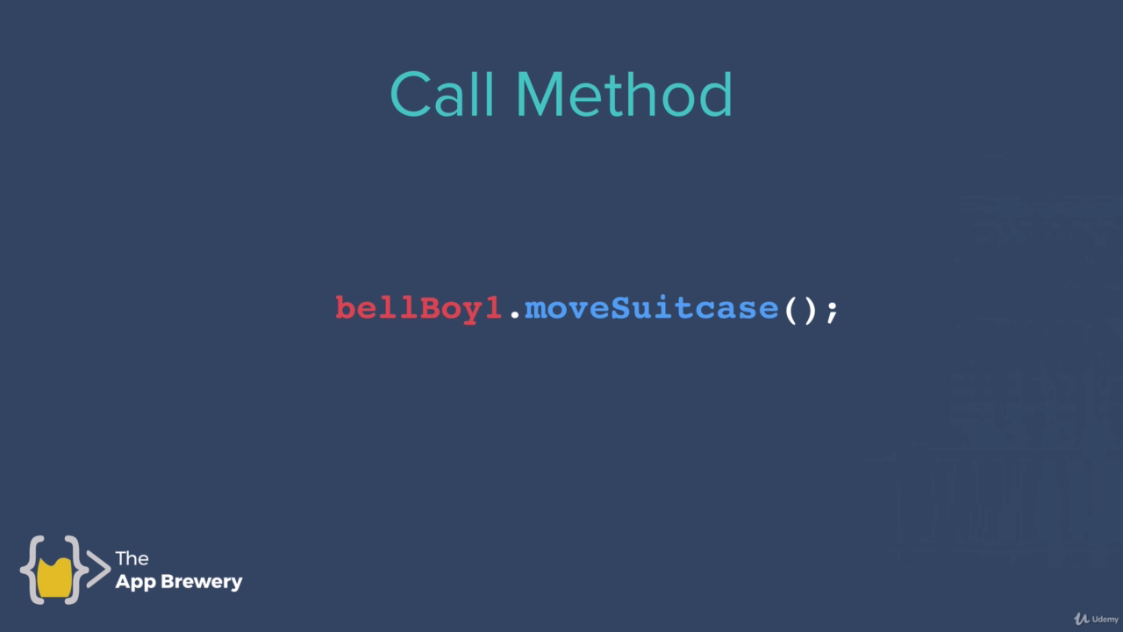 Call Method
bellBoy1.moveSuitcase();
The
App Brewery
Udemy